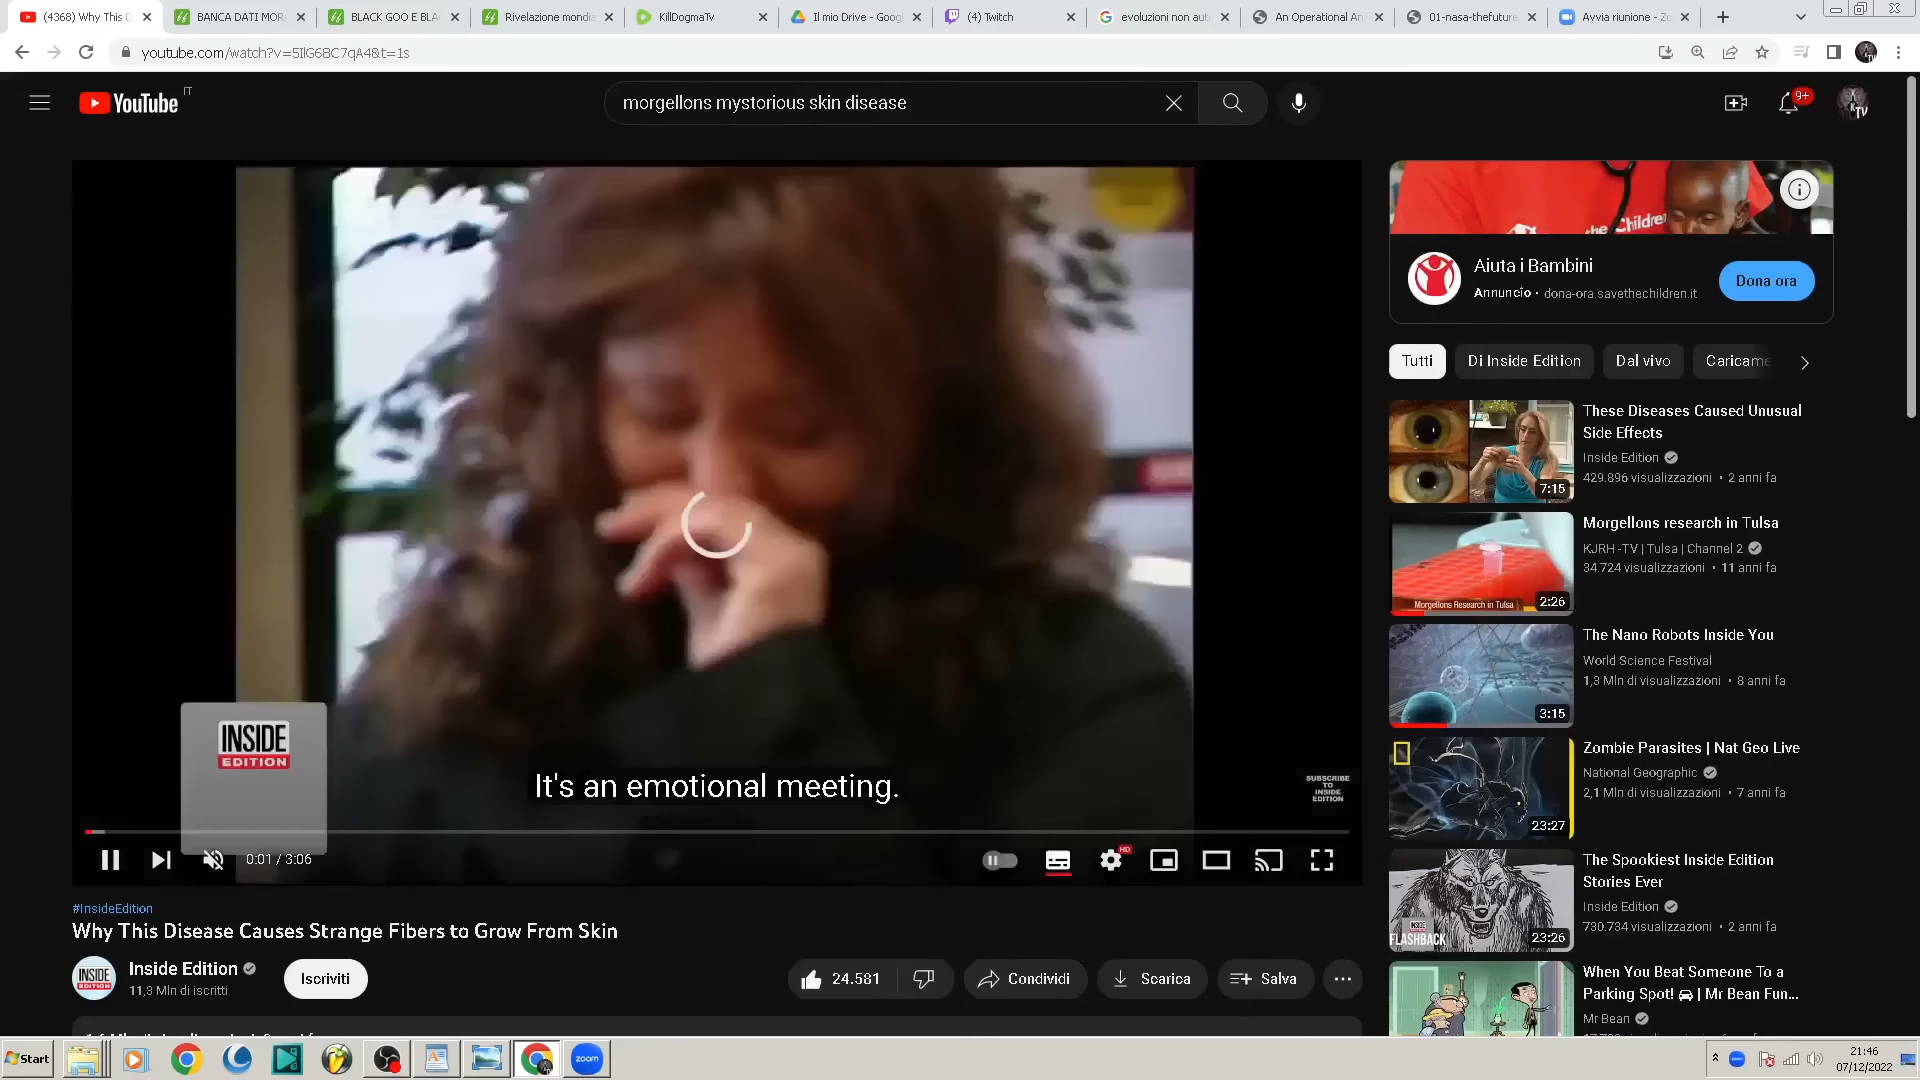 (4368) Why This D
BANCA DATI MOR
BLACK GOO E BLA
Rivelazione mondia
KillDogmaTv
Il mio Drive - Googl
(4) Twitch
evoluzioni non aut
An Operational An
01-nasa-thefuture
Avvia riunione - Zo
youtube.com/watch?v=5IlG68C7qA4&t=1s
YouTube IT
morgellons mystorious skin disease
9+
TV
the Children
Aiuta i Bambini
Annuncio · dona-ora.savethechildren.it
Dona ora
Tutti
Di Inside Edition
Dal vivo
Caricame
These Diseases Caused Unusual
Side Effects
Inside Edition
429.896 visualizzazioni • 2 anni fa
7:15
Morgellons research in Tulsa
KJRH -TV | Tulsa | Channel 2
34.724 visualizzazioni • 11 anni fa
Morgellons Research in Tulsa
2:26
The Nano Robots Inside You
World Science Festival
1,3 Mln di visualizzazioni • 8 anni fa
3:15
Zombie Parasites | Nat Geo Live
National Geographic
2,1 Mln di visualizzazioni • 7 anni fa
23:27
The Spookiest Inside Edition
Stories Ever
Inside Edition
730.734 visualizzazioni • 2 anni fa
INSIDE
FLASHBACK
23:26
When You Beat Someone To a
Parking Spot! | Mr Bean Fun...
Mr Bean
INSIDE
EDITION
It's an emotional meeting.
SUBSCRIBE
TO
INSIDE
EDITION
0:01 / 3:06
HD
#InsideEdition
Why This Disease Causes Strange Fibers to Grow From Skin
INSIDE
EDITION
Inside Edition
11,3 Mln di iscritti
Iscriviti
24.581
Condividi
Scarica
Salva
Start
zoom
21:46
07/12/2022